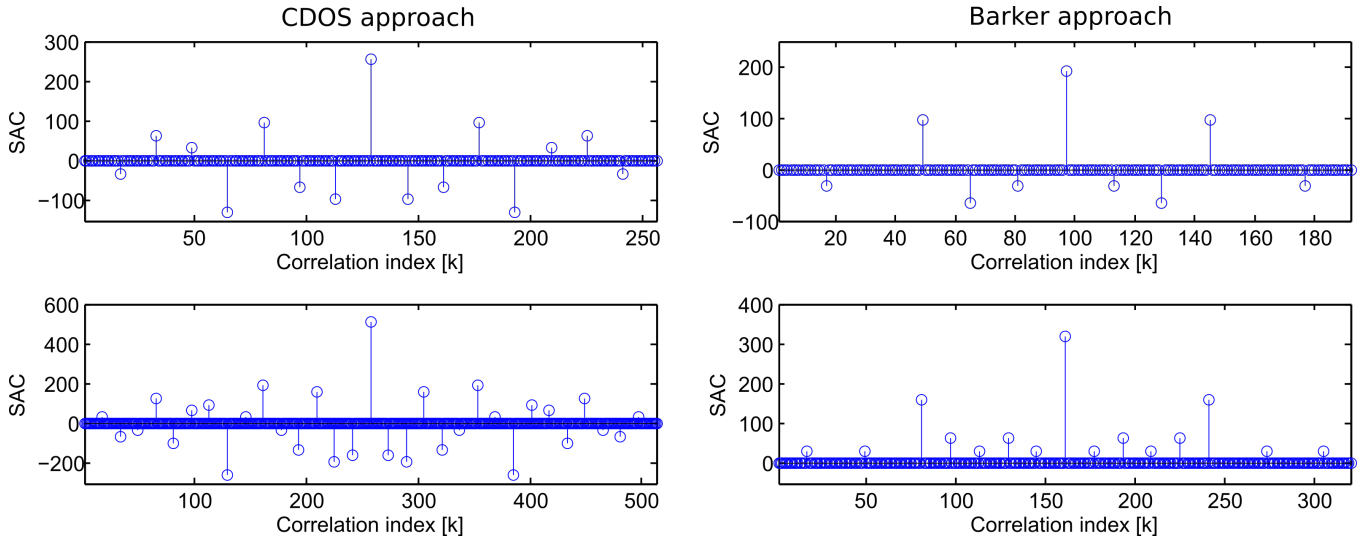 CDOS approach
Barker approach
300
200
100
0
−100
SAC
50 100 150 200 250
Correlation index [k]
200
100
0
−100
SAC
20 40 60 80 100 120 140 160 180
Correlation index [k]
600
400
200
0
−200
SAC
100 200 300 400 500
Correlation index [k]
400
300
200
100
0
SAC
50 100 150 200 250 300
Correlation index [k]